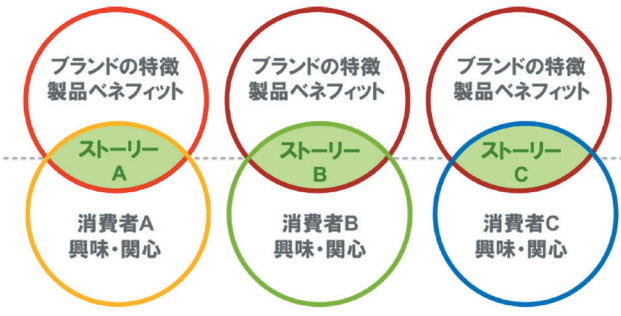 ブランドの特徴
製品ベネフィット
ストーリー
A
消費者A
興味・関心
ブランドの特徴
製品ベネフィット
ストーリー
B
消費者B
興味・関心
ブランドの特徴
製品ベネフィット
ストーリー
C
消費者C
興味・関心